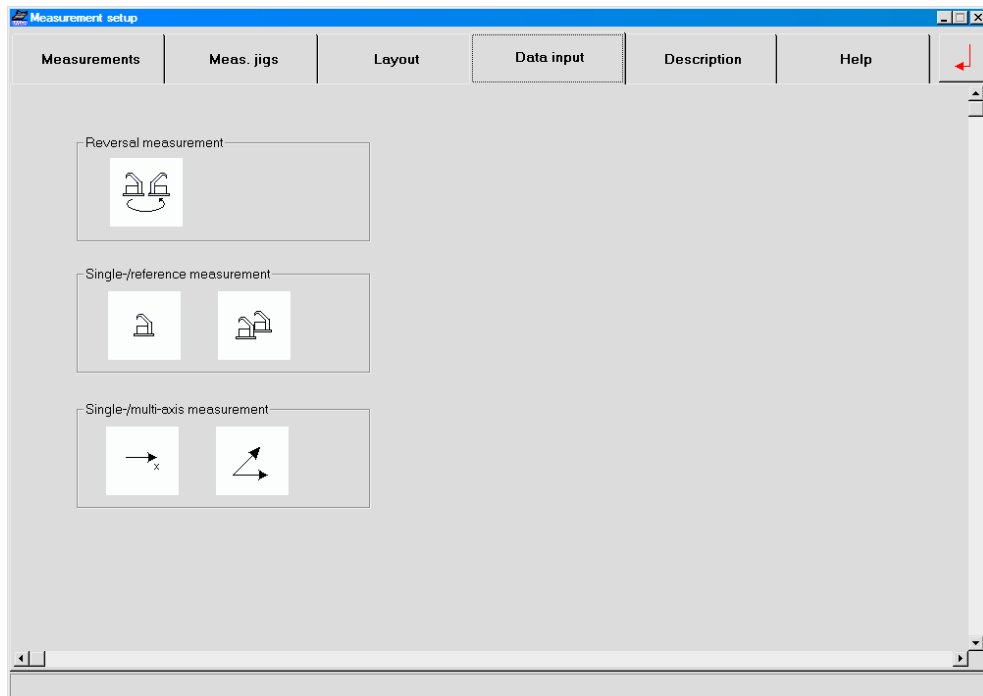 Measurement setup
Measurements
Meas. jigs
Layout
Data input
Description
Help
Reversal measurement
Single-/reference measurement
Single-/multi-axis measurement
x